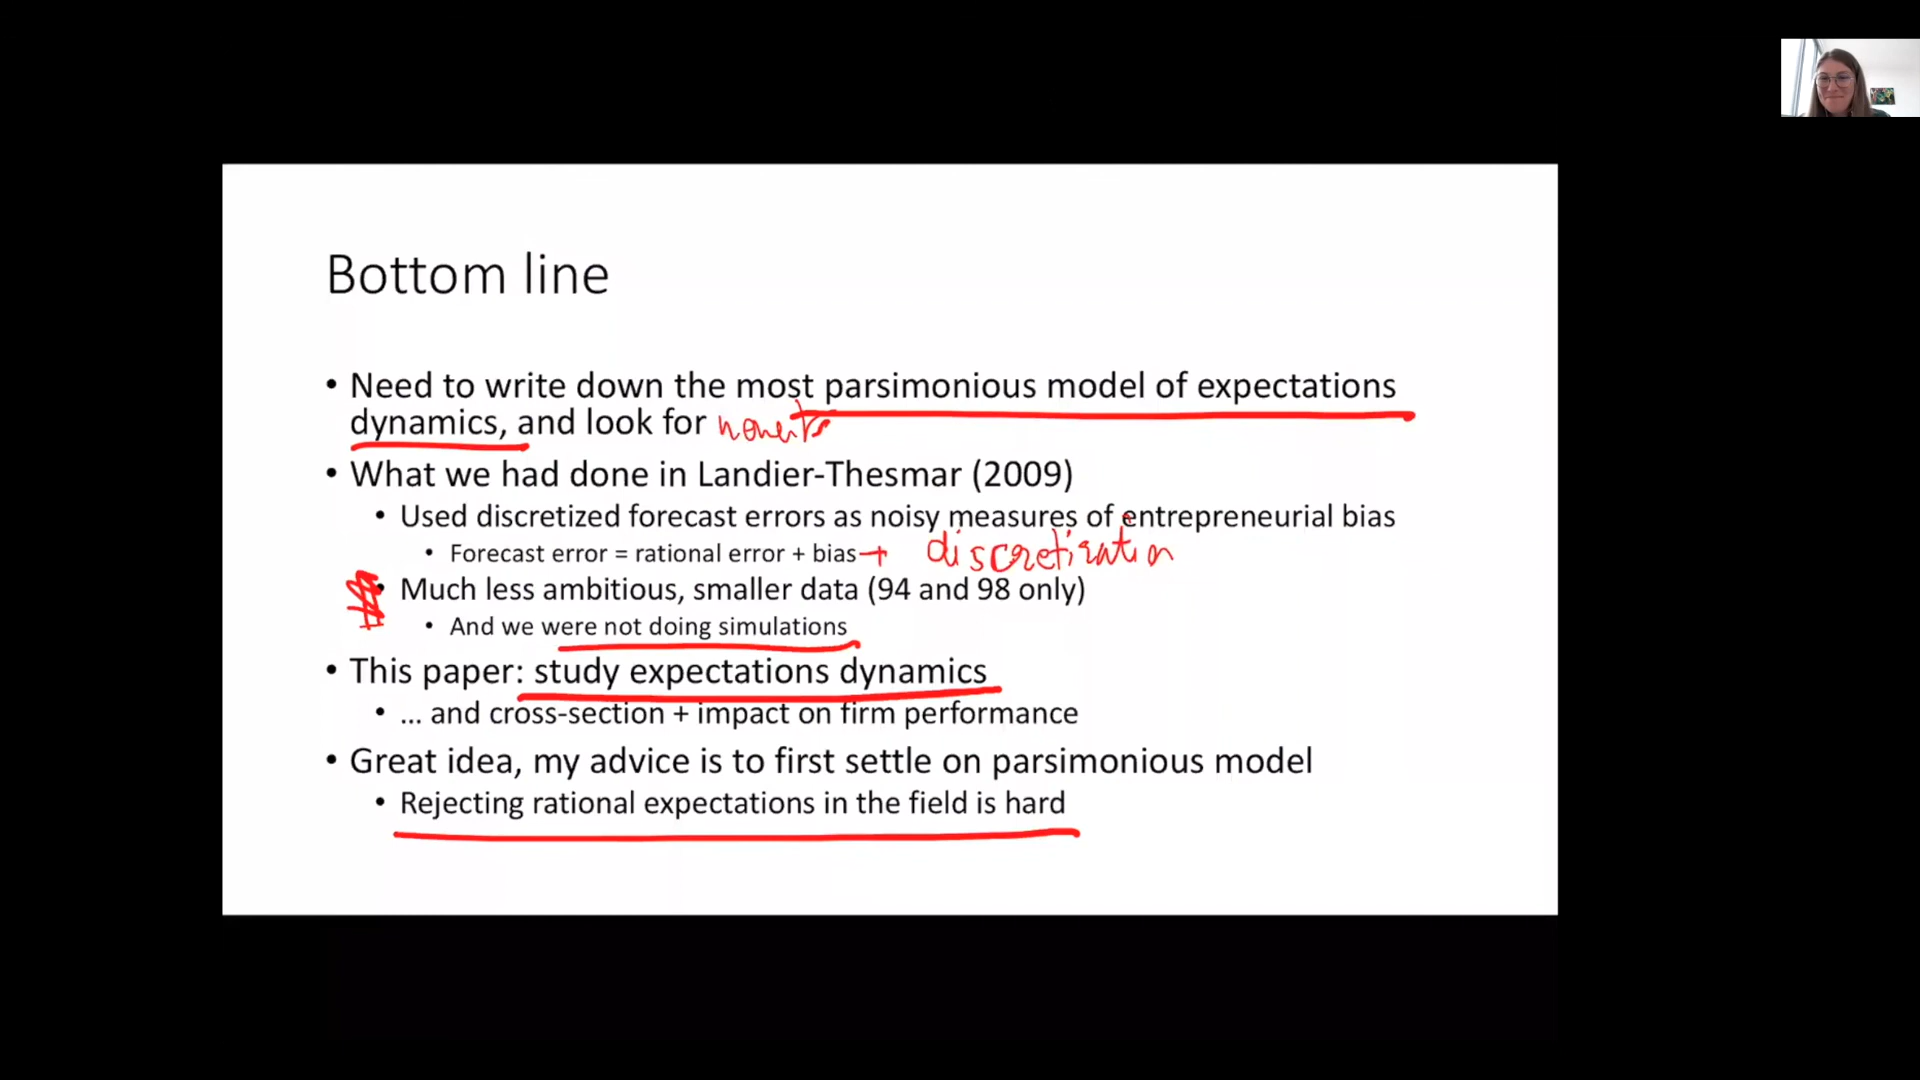 Bottom line
• Need to write down the most parsimonious model of expectations
dynamics, and look for moments
• What we had done in Landier-Thesmar (2009)
• Used discretized forecast errors as noisy measures of entrepreneurial bias
• Forecast error = rational error + bias + discretization
$ • Much less ambitious, smaller data (94 and 98 only)
• And we were not doing simulations
• This paper: study expectations dynamics
• ... and cross-section + impact on firm performance
• Great idea, my advice is to first settle on parsimonious model
• Rejecting rational expectations in the field is hard